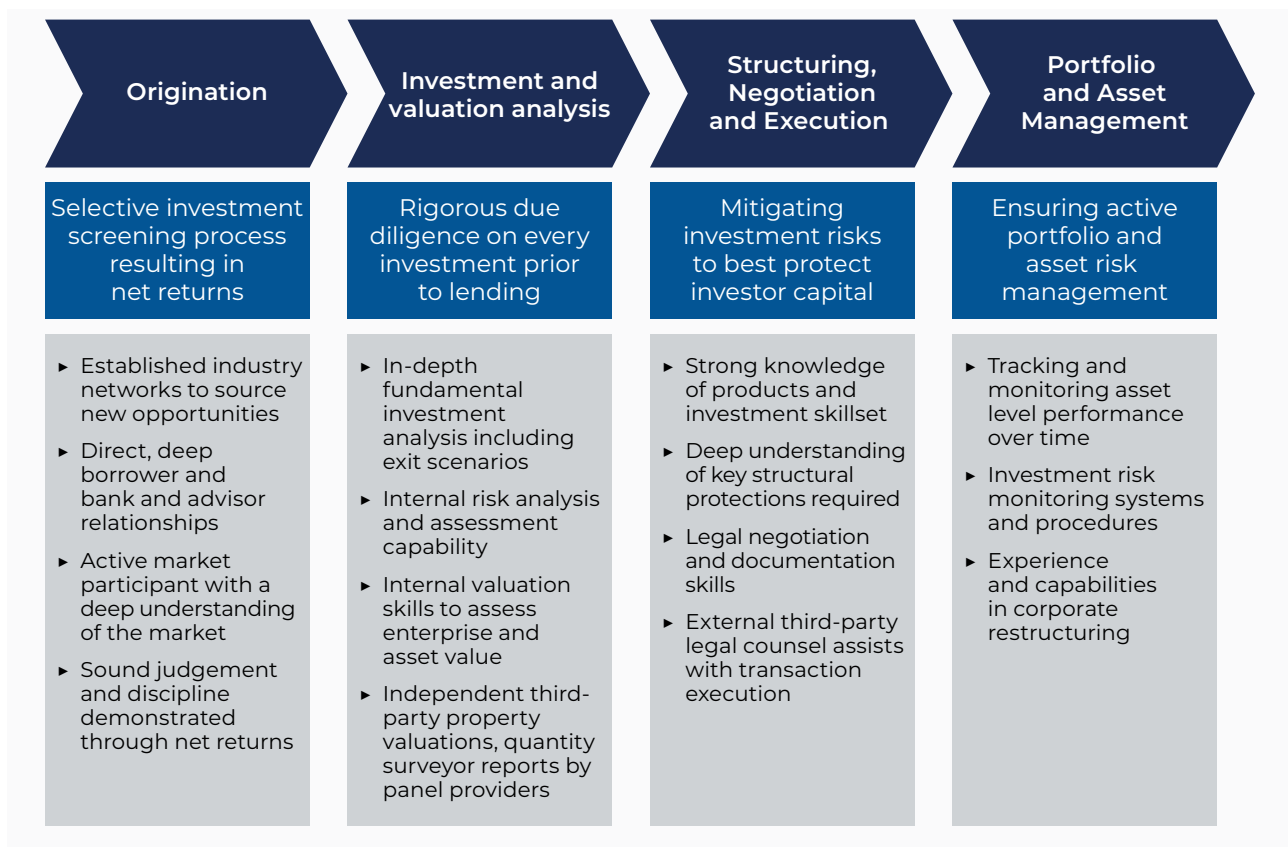 Origination
Investment and
valuation analysis
Structuring,
Negotiation
and Execution
Portfolio
and Asset
Management
Selective investment
screening process
resulting in
net returns
Rigorous due
diligence on every
investment prior
to lending
Mitigating
investment risks
to best protect
investor capital
Ensuring active
portfolio and
asset risk
management
▸ Established industry
networks to source
new opportunities
▸ Direct, deep
borrower and
bank and advisor
relationships
▸ Active market
participant with a
deep understanding
of the market
▸ Sound judgement
and discipline
demonstrated
through net returns
▸ In-depth
fundamental
investment
analysis including
exit scenarios
▸ Internal risk analysis
and assessment
capability
▸ Internal valuation
skills to assess
enterprise and
asset value
▸ Independent third-
party property
valuations, quantity
surveyor reports by
panel providers
▸ Strong knowledge
of products and
investment skillset
▸ Deep understanding
of key structural
protections required
▸ Legal negotiation
and documentation
skills
▸ External third-party
legal counsel assists
with transaction
execution
▸ Tracking and
monitoring asset
level performance
over time
▸ Investment risk
monitoring systems
and procedures
▸ Experience
and capabilities
in corporate
restructuring